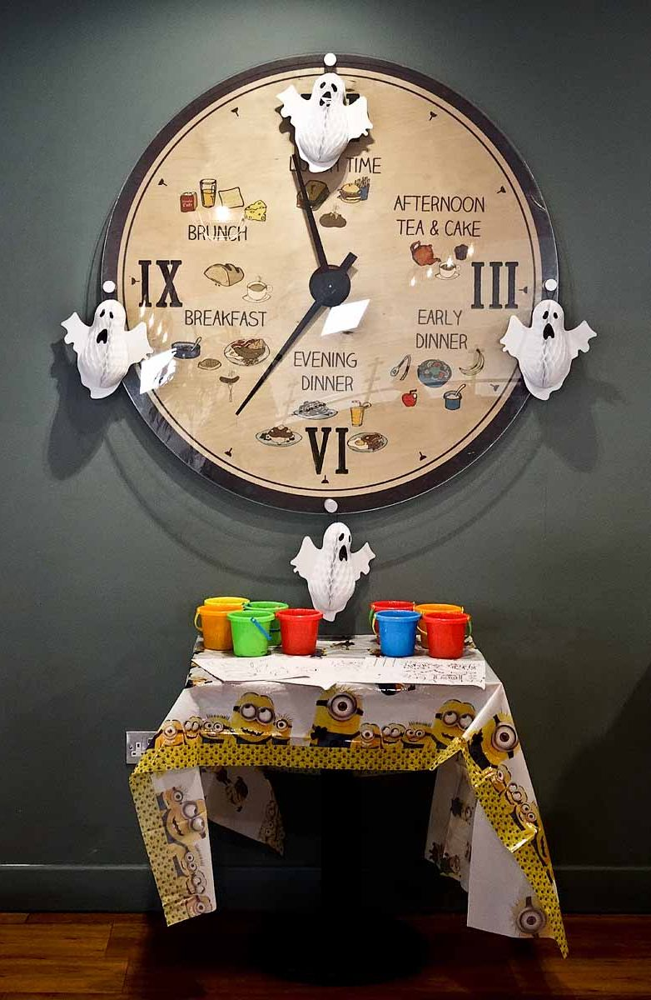 TIME
AFTERNOON
TEA & CAKE
BRUNCH
IX
III
BREAKFAST
EARLY
DINNER
EVENING
DINNER
VI